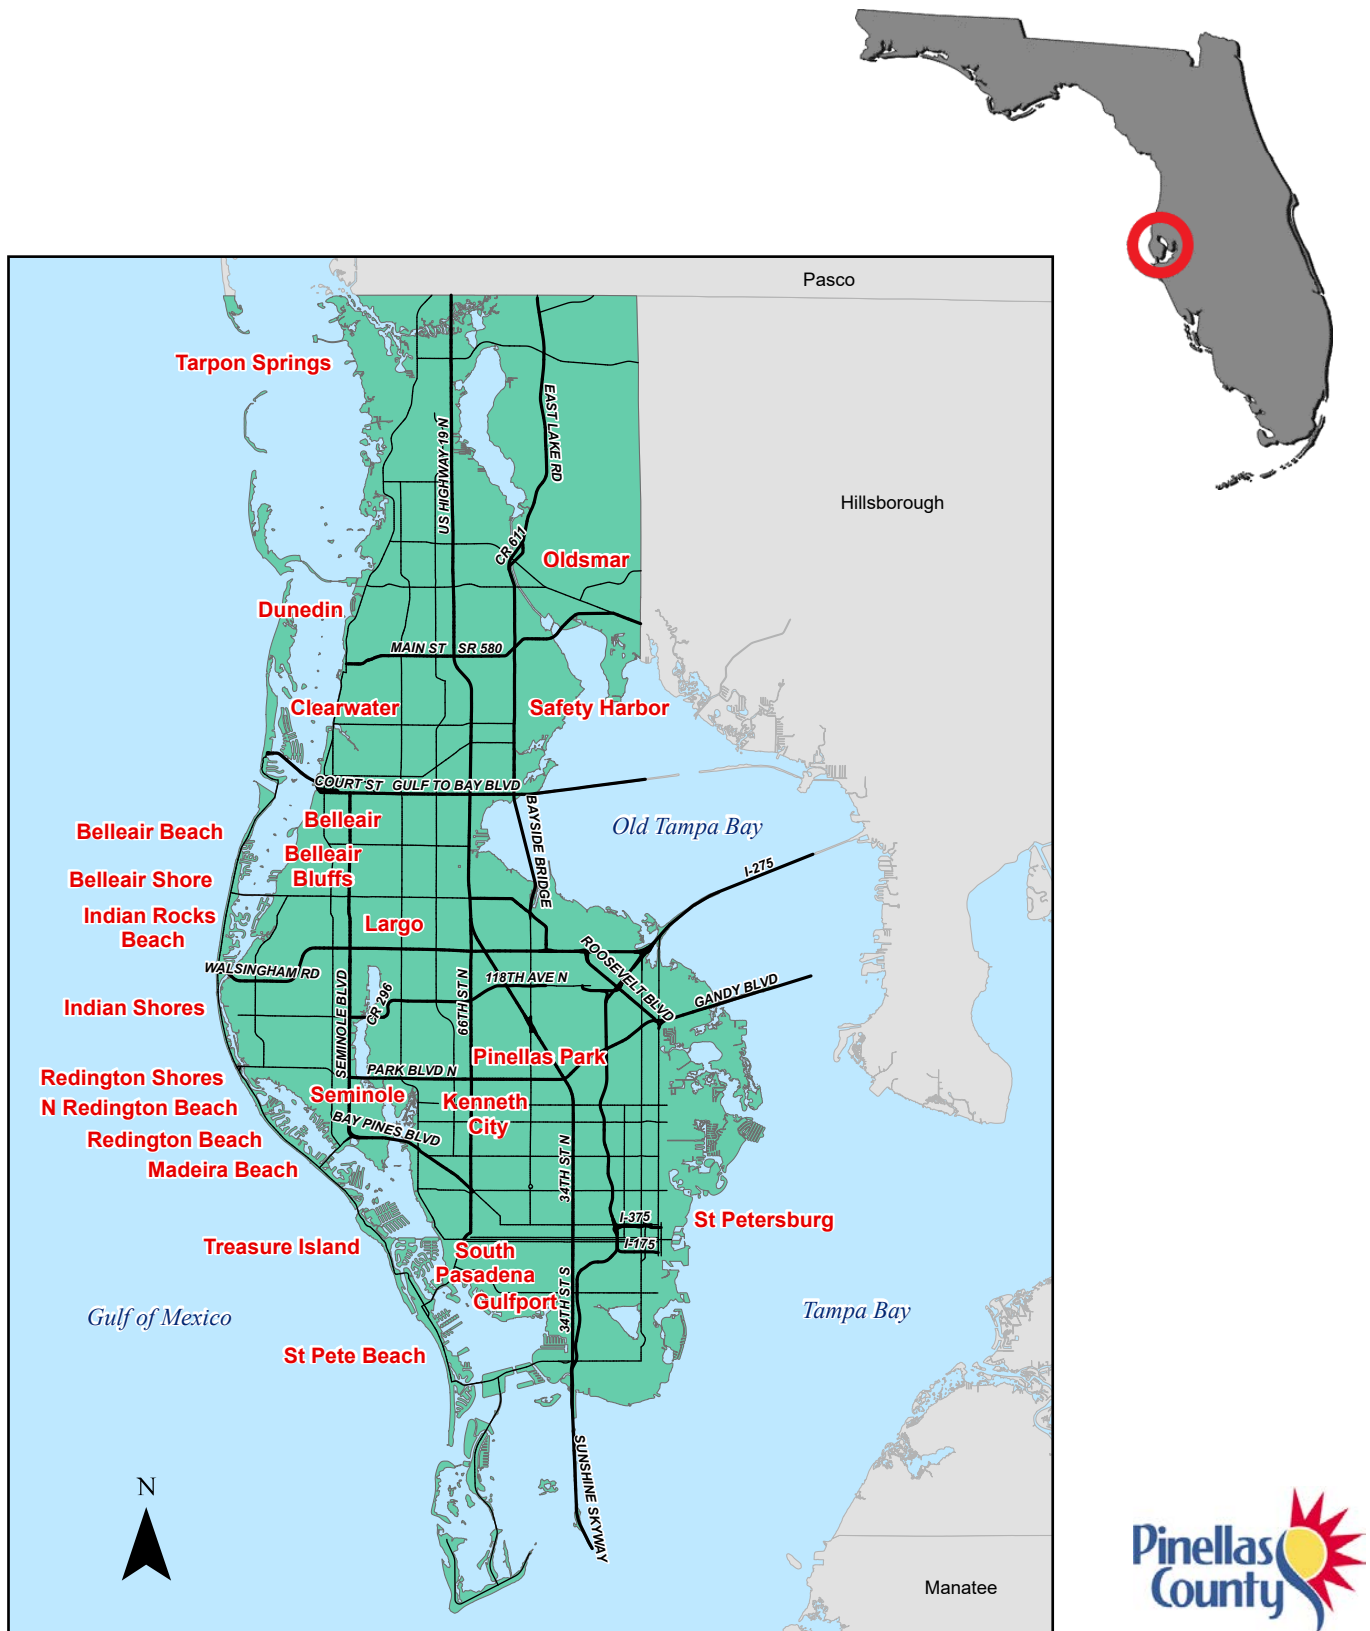 Pasco
Tarpon Springs
US HIGHWAY 19 N
EAST LAKE RD
Hillsborough
CR 611
Oldsmar
Dunedin
MAIN ST SR 580
Clearwater
Safety Harbor
COURT ST GULF TO BAY BLVD
Belleair
Belleair Beach
Old Tampa Bay
BAYSIDE BRIDGE
Belleair
Bluffs
I-275
Belleair Shore
Indian Rocks
Beach
Largo
ROOSEVELT BLVD
WALSINGHAM RD
118TH AVE N
GANDY BLVD
SEMINOLE BLVD
CR 296
66TH ST N
Indian Shores
Pinellas Park
PARK BLVD N
Redington Shores
Seminole
Kenneth
City
N Redington Beach
BAY PINES BLVD
Redington Beach
Madeira Beach
34TH ST N
I-375
St Petersburg
I-175
Treasure Island
South
Pasadena
Gulfport
34TH ST S
Gulf of Mexico
Tampa Bay
St Pete Beach
SUNSHINE SKYWAY
N
Manatee
Pinellas
County